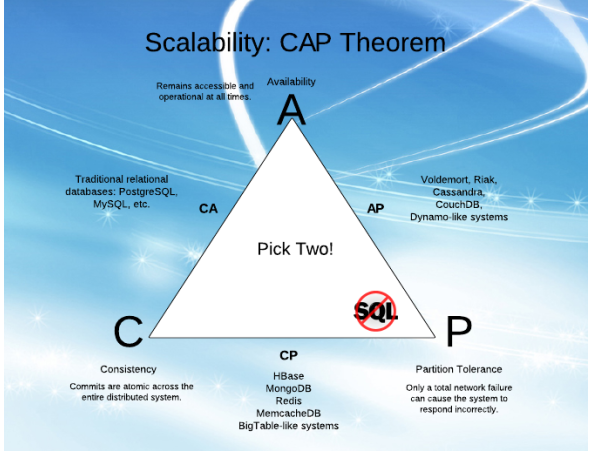 Scalability: CAP Theorem
Availability
Remains accessible and
operational at all times.
A
Traditional relational
databases: PostgreSQL,
MySQL, etc.
CA
AP
Voldemort, Riak,
Cassandra,
CouchDB,
Dynamo-like systems
Pick Two!
SQL
C
P
Consistency
Commits are atomic across the
entire distributed system.
CP
HBase
MongoDB
Redis
MemcacheDB
BigTable-like systems
Partition Tolerance
Only a total network failure
can cause the system to
respond incorrectly.